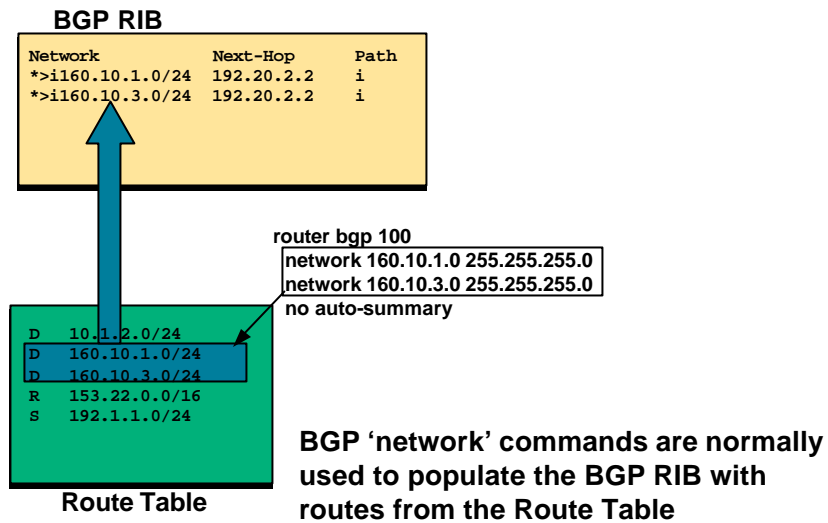 BGP RIB
Network Next-Hop Path
*>i160.10.1.0/24 192.20.2.2 i
*>i160.10.3.0/24 192.20.2.2 i
router bgp 100
network 160.10.1.0 255.255.255.0
network 160.10.3.0 255.255.255.0
no auto-summary
D 10.1.2.0/24
D 160.10.1.0/24
D 160.10.3.0/24
R 153.22.0.0/16
S 192.1.1.0/24
Route Table
BGP ‘network’ commands are normally
used to populate the BGP RIB with
routes from the Route Table